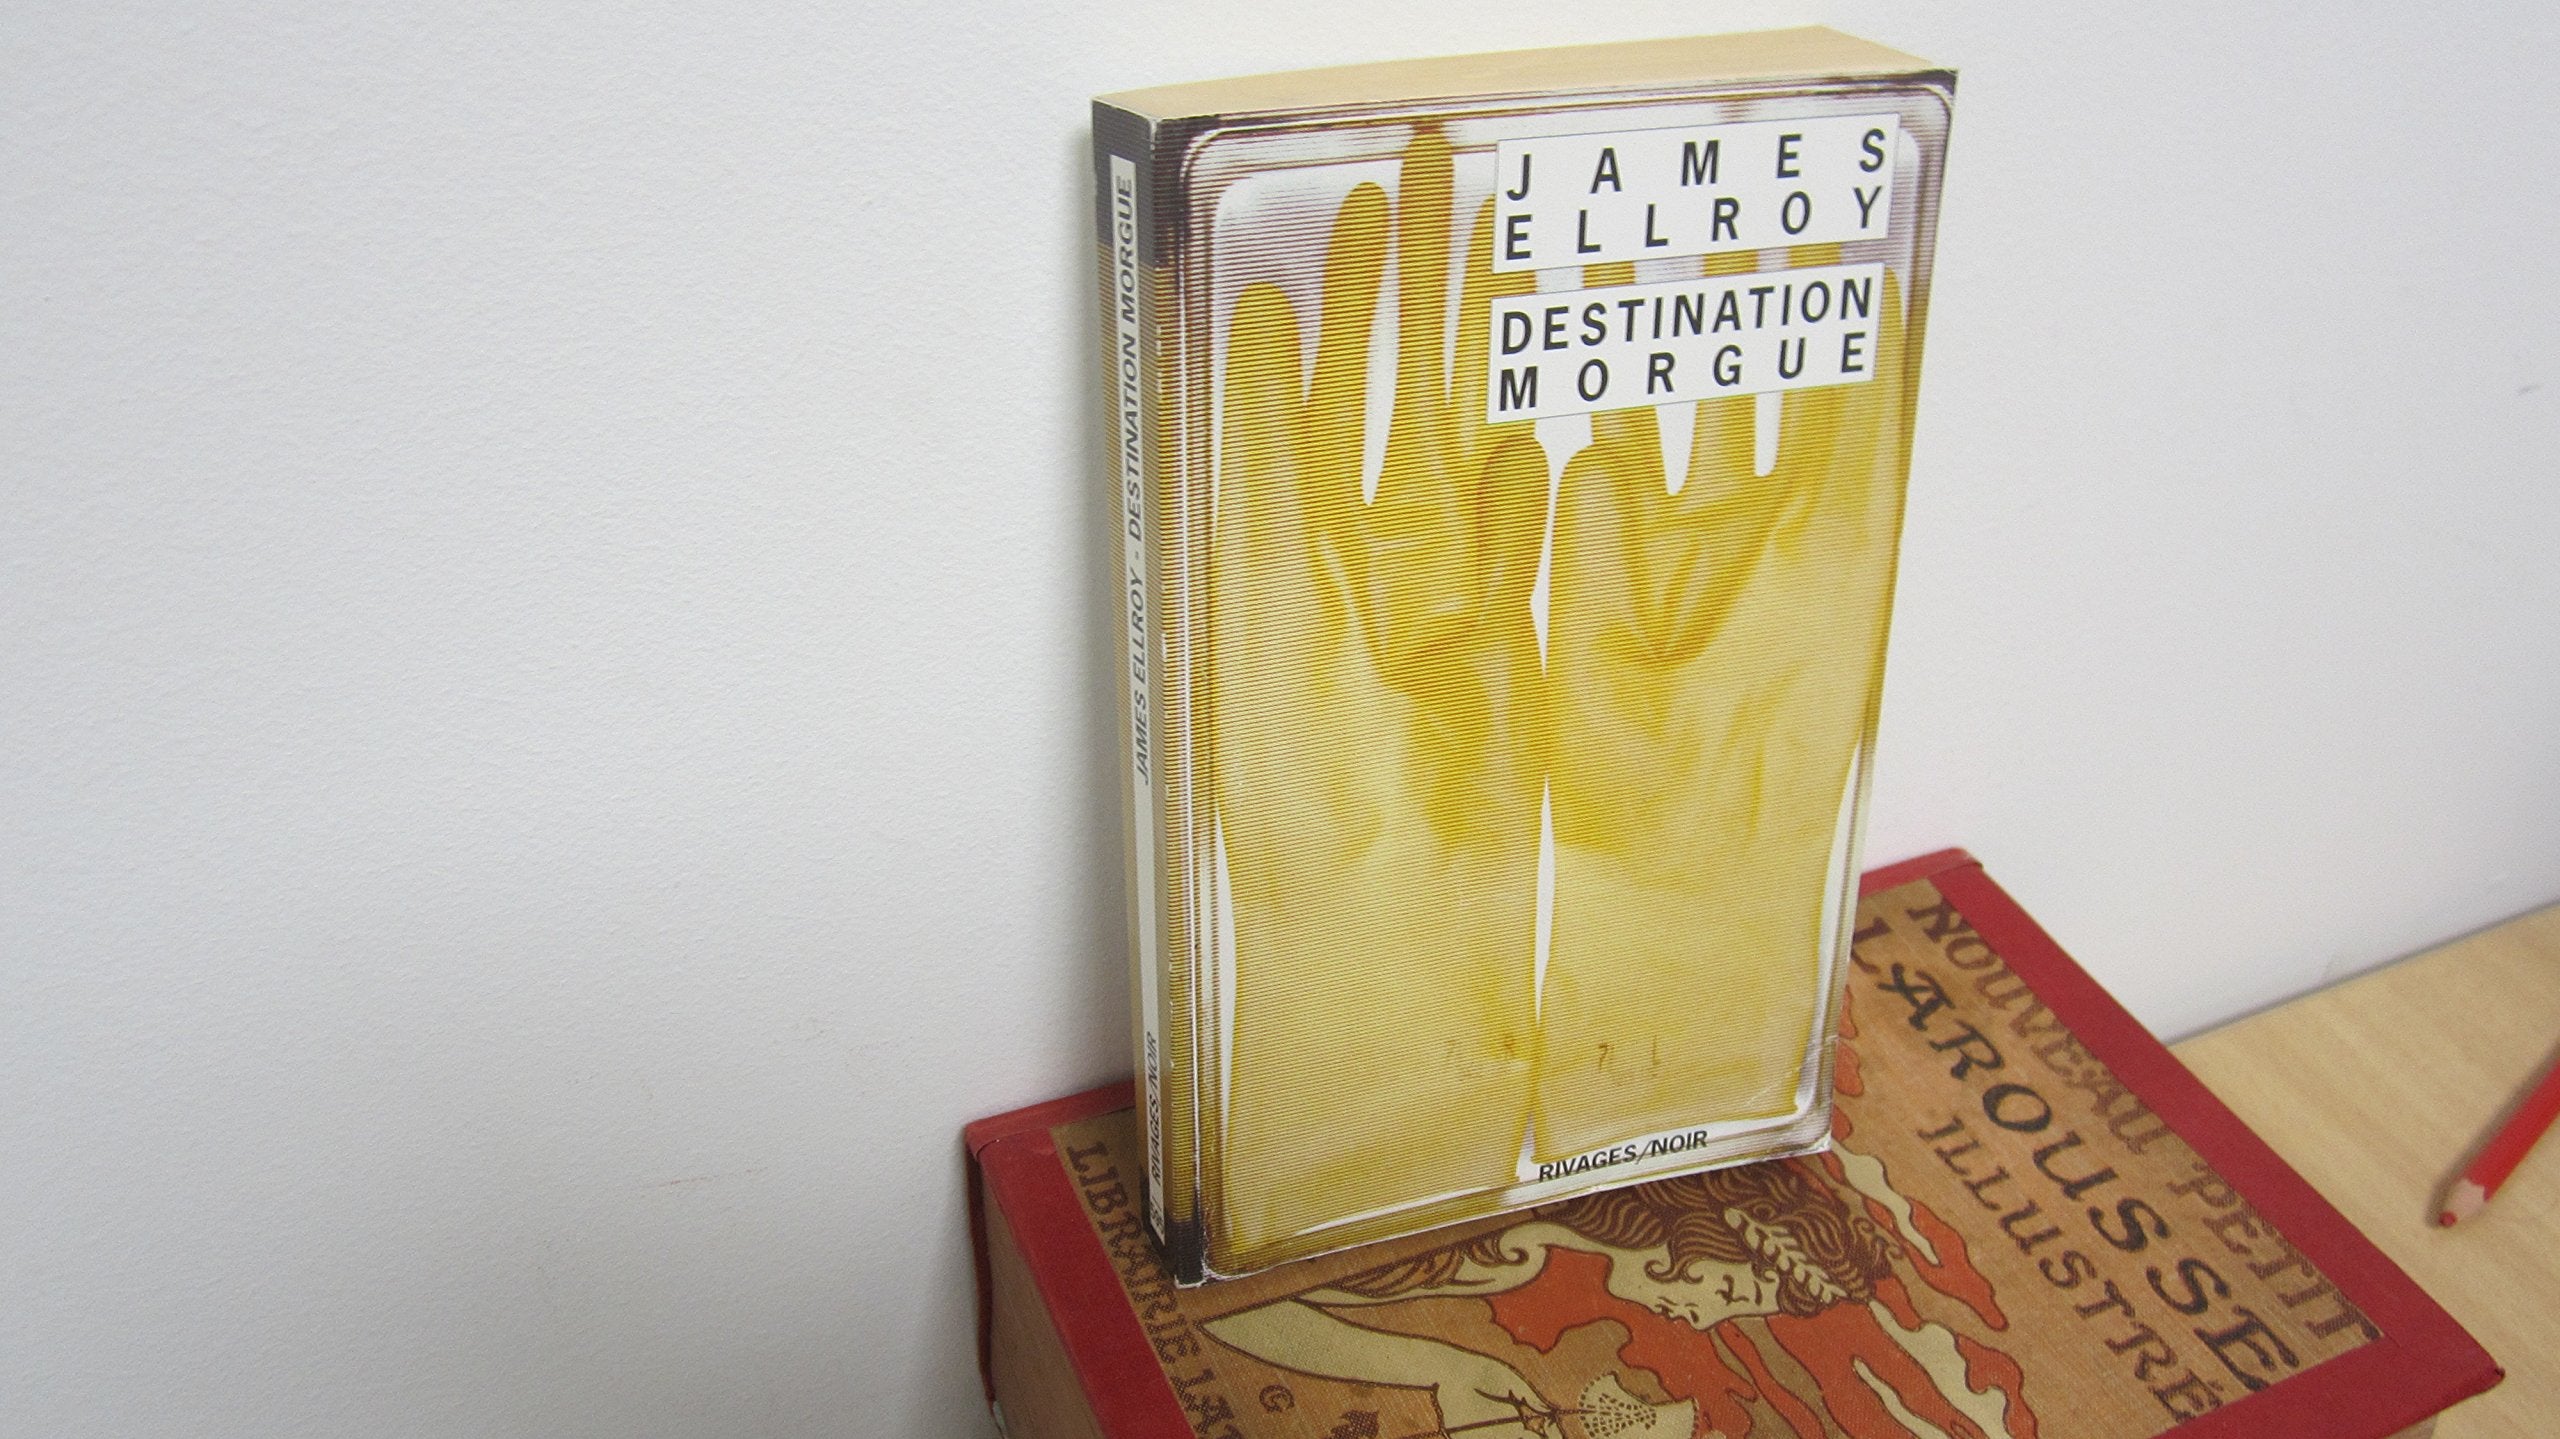 JAMES
ELLROY
DESTINATION
MORGUE
RIVAGES/NOIR
JAMES ELLROY - DESTINATION MORGUE
RIVAGES/NOIR
NOUVEAU PETIT
LAROUSSE
ILLUSTRÉ
LIBRAIRIE
©